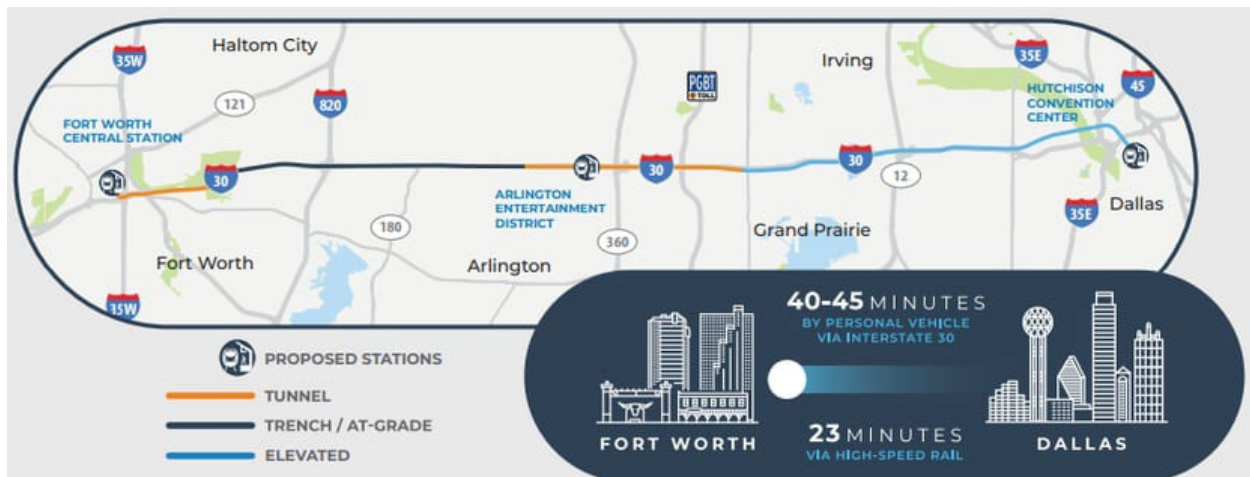 Haltom City
35W
121
820
FORT WORTH
CENTRAL STATION
30
Fort Worth
35W
180
ARLINGTON
ENTERTAINMENT
DISTRICT
Arlington
360
PGBT
TOLL
30
Irving
30
12
Grand Prairie
35E
HUTCHISON
CONVENTION
CENTER
45
35E
Dallas
PROPOSED STATIONS
TUNNEL
TRENCH / AT-GRADE
ELEVATED
40-45 MINUTES
BY PERSONAL VEHICLE
VIA INTERSTATE 30
FORT WORTH
23 MINUTES
VIA HIGH-SPEED RAIL
DALLAS